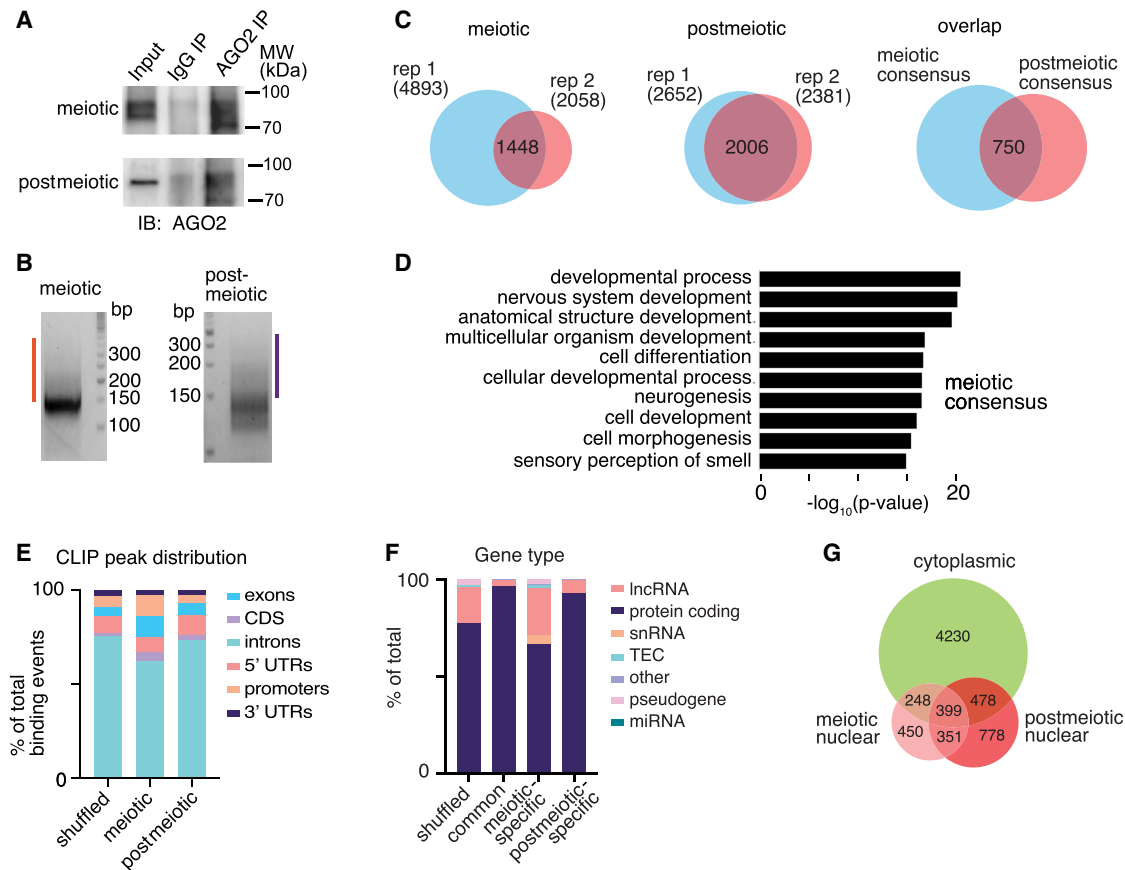 A
Input
IgG IP
AGO2 IP
MW
(kDa)
meiotic
100
70
postmeiotic
100
70
IB: AGO2
B
meiotic
bp
300
200
150
100
post-
meiotic
bp
300
200
150
C
meiotic
rep 1
(4893)
rep 2
(2058)
1448
postmeiotic
rep 1
(2652)
rep 2
(2381)
2006
overlap
meiotic
consensus
postmeiotic
consensus
750
D
developmental process
nervous system development
anatomical structure development.
multicellular organism development.
cell differentiation
cellular developmental process.
neurogenesis
cell development
cell morphogenesis
sensory perception of smell
meiotic
consensus
0
20
-log10(p-value)
E
CLIP peak distribution
% of total
binding events
100
0
shuffled
meiotic
postmeiotic
exons
CDS
introns
5' UTRs
promoters
3' UTRs
F
Gene type
% of total
100
0
shuffled
common
meiotic-
specific
postmeiotic-
specific
lncRNA
protein coding
snRNA
TEC
other
pseudogene
miRNA
G
cytoplasmic
4230
248
399
478
450
351
778
meiotic
nuclear
postmeiotic
nuclear